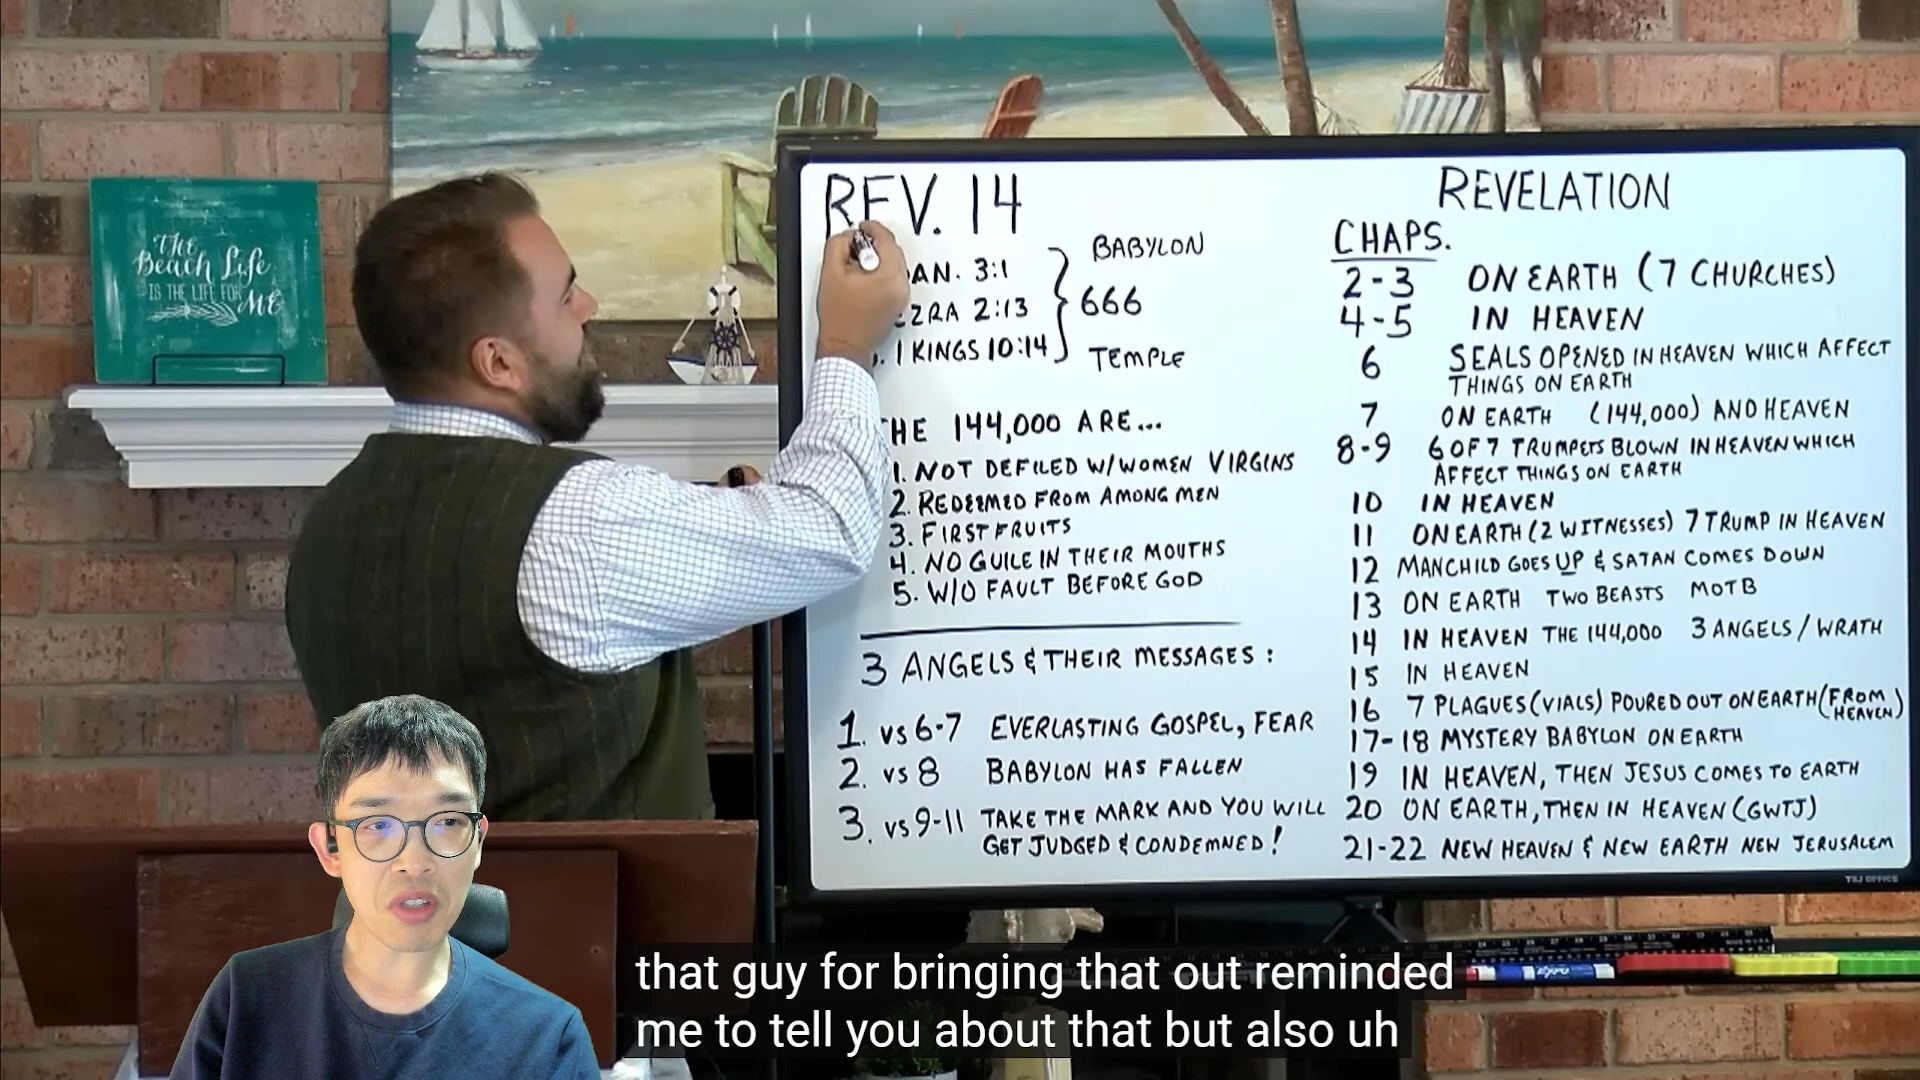 THE
Beach Life
IS THE LIFE FOR
ME
REV. 14
AN. 3:1
EZRA 2:13
1 KINGS 10:14
BABYLON
666
TEMPLE
THE 144,000 ARE...
1. NOT DEFILED W/WOMEN VIRGINS
2. REDEEMED FROM AMONG MEN
3. FIRSTFRUITS
4. NO GUILE IN THEIR MOUTHS
5. W/O FAULT BEFORE GOD
3 ANGELS & THEIR MESSAGES:
1. VS 6-7 EVERLASTING GOSPEL, FEAR
2. VS 8 BABYLON HAS FALLEN
3. VS 9-11 TAKE THE MARK AND YOU WILL
GET JUDGED & CONDEMNED!
REVELATION
CHAPS.
2-3 ON EARTH (7 CHURCHES)
4-5 IN HEAVEN
6 SEALS OPENED IN HEAVEN WHICH AFFECT
THINGS ON EARTH
7 ON EARTH (144,000) AND HEAVEN
8-9 6 OF 7 TRUMPETS BLOWN IN HEAVEN WHICH
AFFECT THINGS ON EARTH
10 IN HEAVEN
11 ON EARTH (2 WITNESSES) 7 TRUMP IN HEAVEN
12 MANCHILD GOES UP & SATAN COMES DOWN
13 ON EARTH TWO BEASTS MOTB
14 IN HEAVEN THE 144,000 3 ANGELS/WRATH
15 IN HEAVEN
16 7 PLAGUES (VIALS) POURED OUT ON EARTH (FROM
HEAVEN)
17-18 MYSTERY BABYLON ON EARTH
19 IN HEAVEN, THEN JESUS COMES TO EARTH
20 ON EARTH, THEN IN HEAVEN (GWTJ)
21-22 NEW HEAVEN & NEW EARTH NEW JERUSALEM
TSJ OFFICE
EXPO
that guy for bringing that out reminded
me to tell you about that but also uh